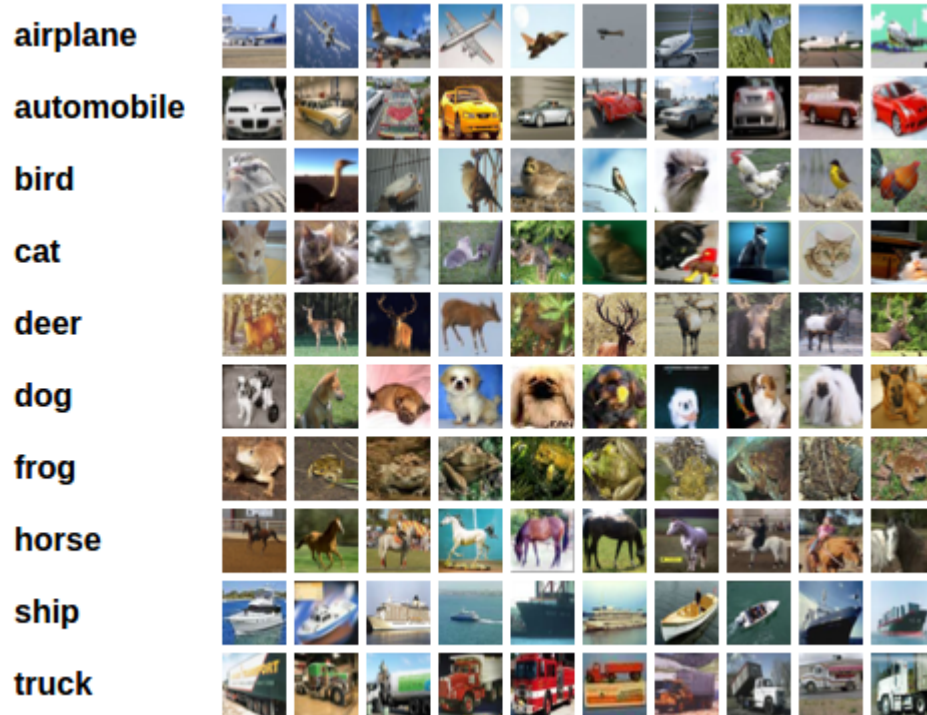 airplane
automobile
bird
cat
deer
dog
frog
horse
ship
truck